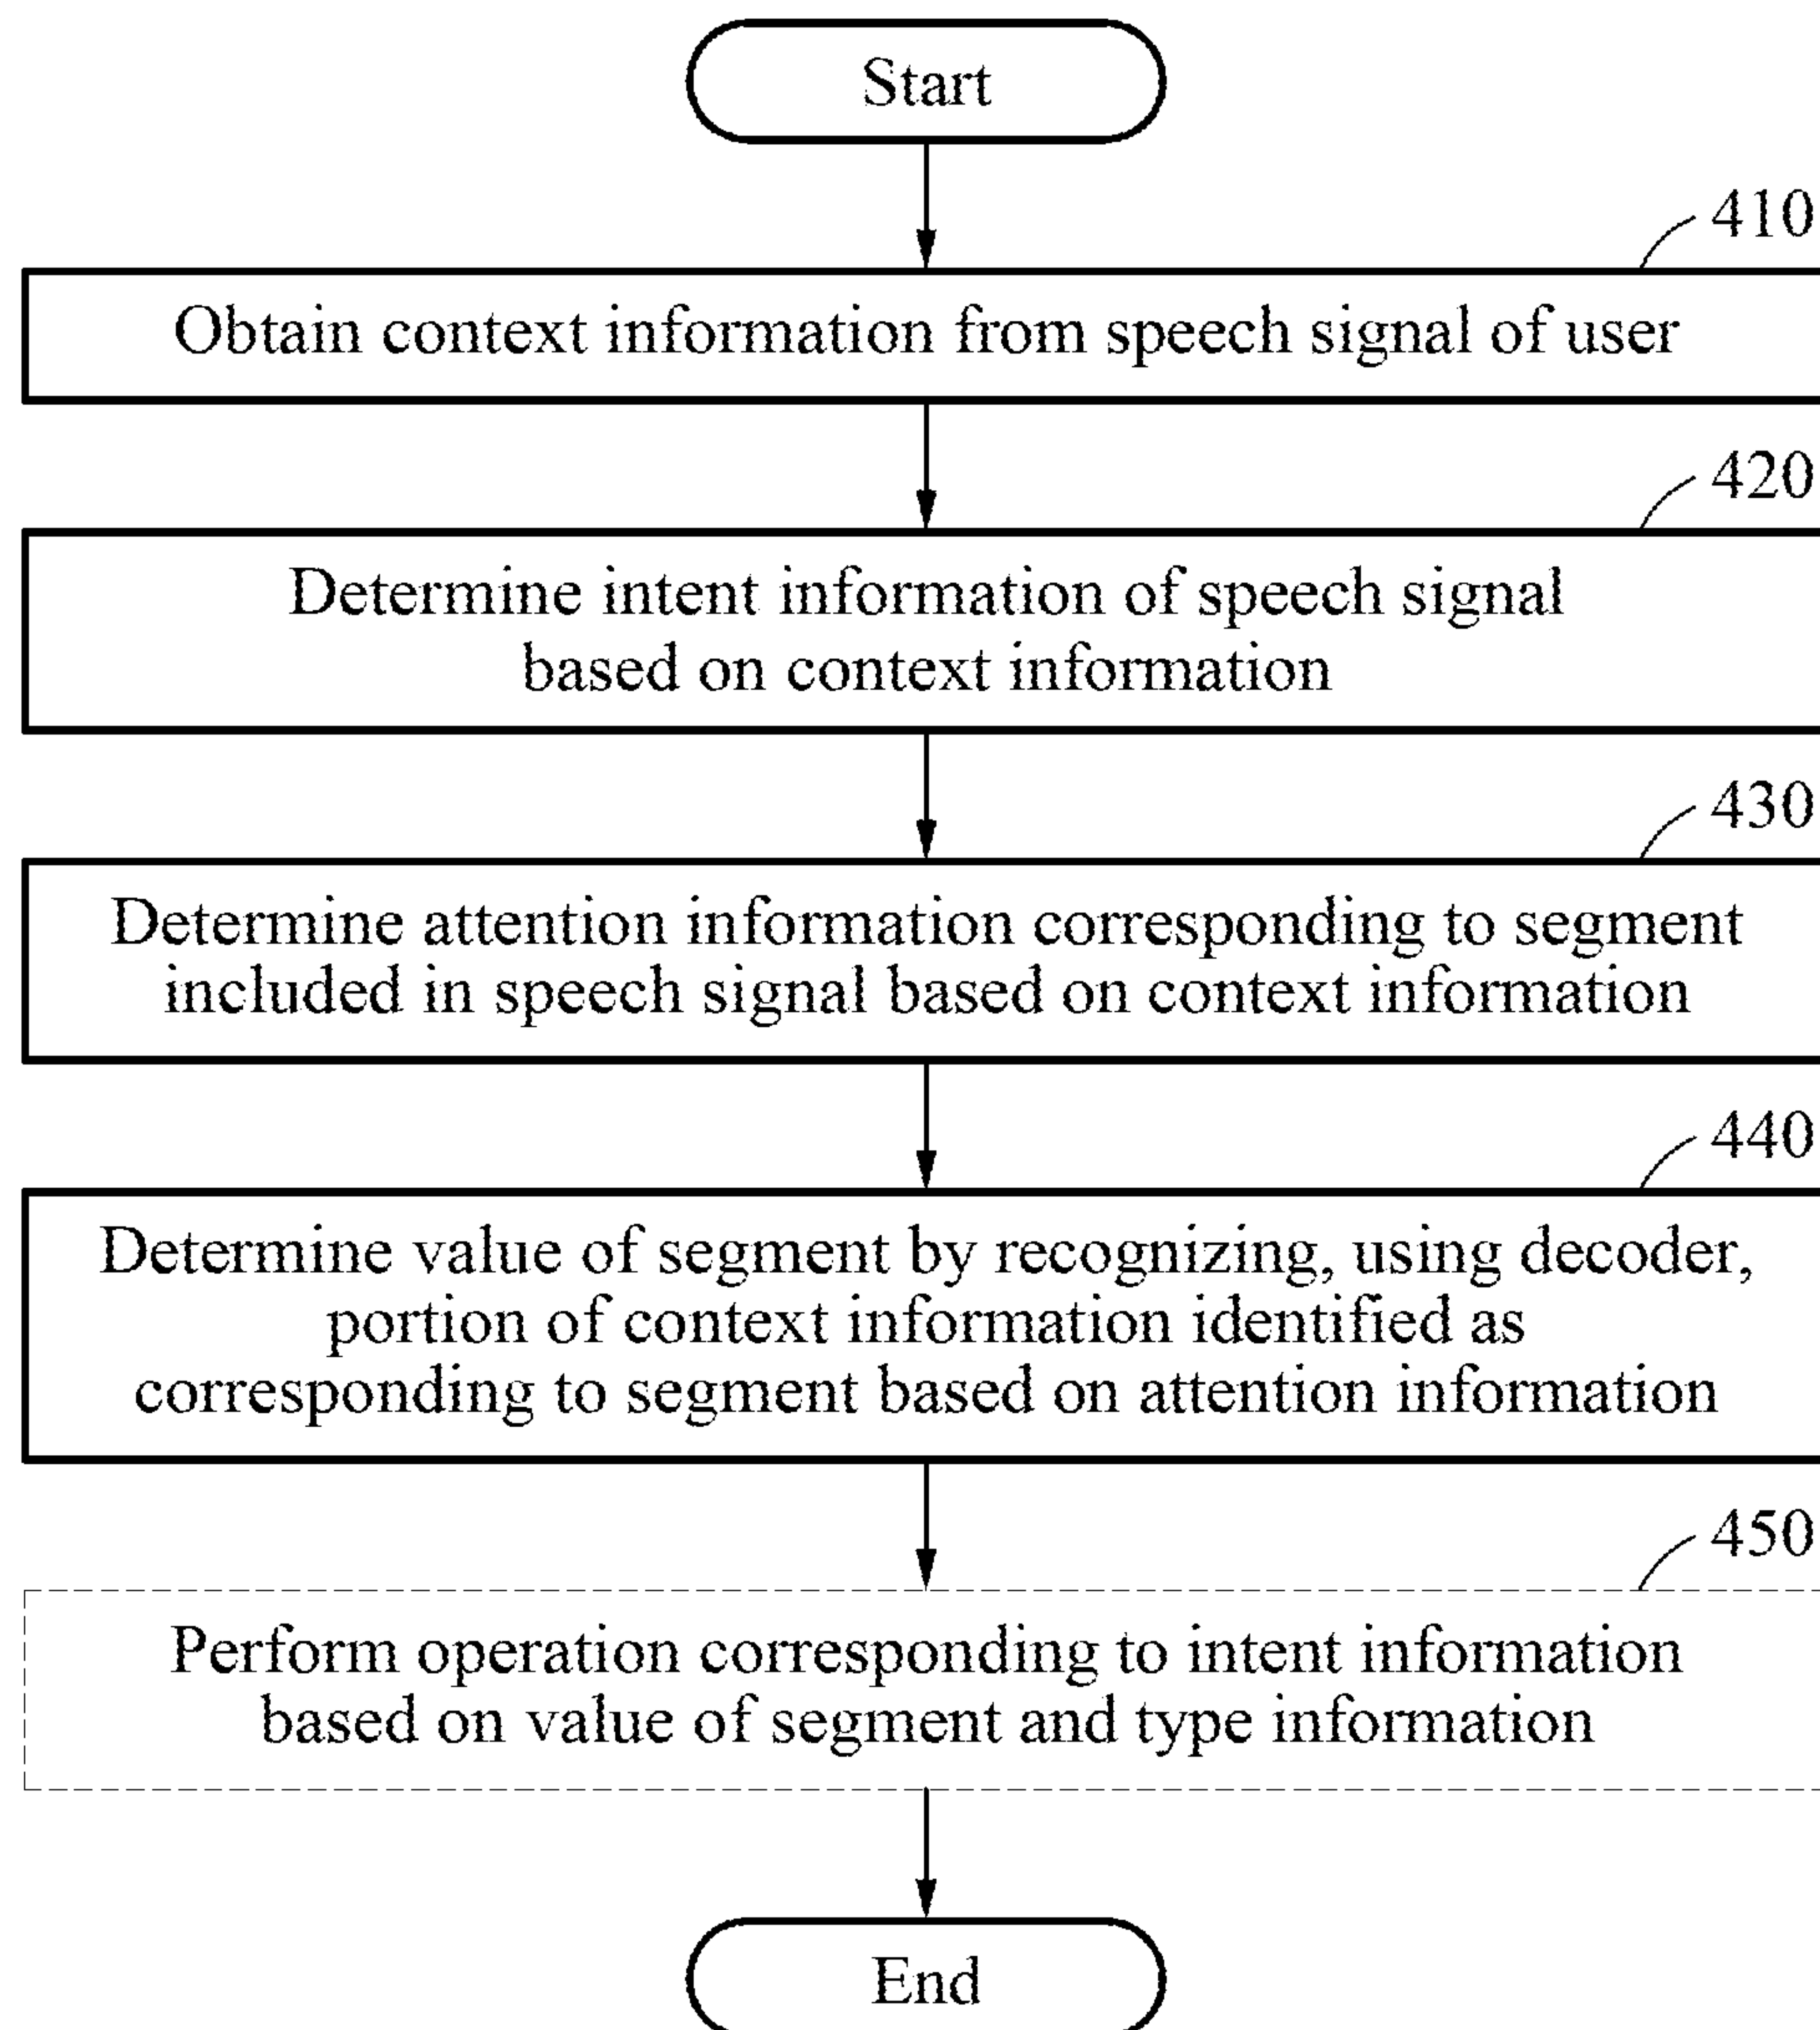 Start
410
Obtain context information from speech signal of user
420
Determine intent information of speech signal
based on context information
430
Determine attention information corresponding to segment
included in speech signal based on context information
440
Determine value of segment by recognizing, using decoder,
portion of context information identified as
corresponding to segment based on attention information
450
Perform operation corresponding to intent information
based on value of segment and type information
End